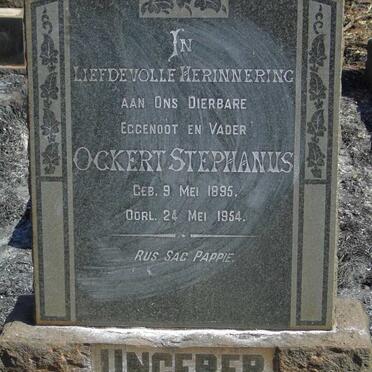 In
Liefdevolle Herinnering
aan Ons Dierbare
Eggenoot en Vader
Ockert Stephanus
Geb. 9 Mei 1895.
Oorl. 24 Mei 1954.
Rus Sag Pappie.
UNGERER